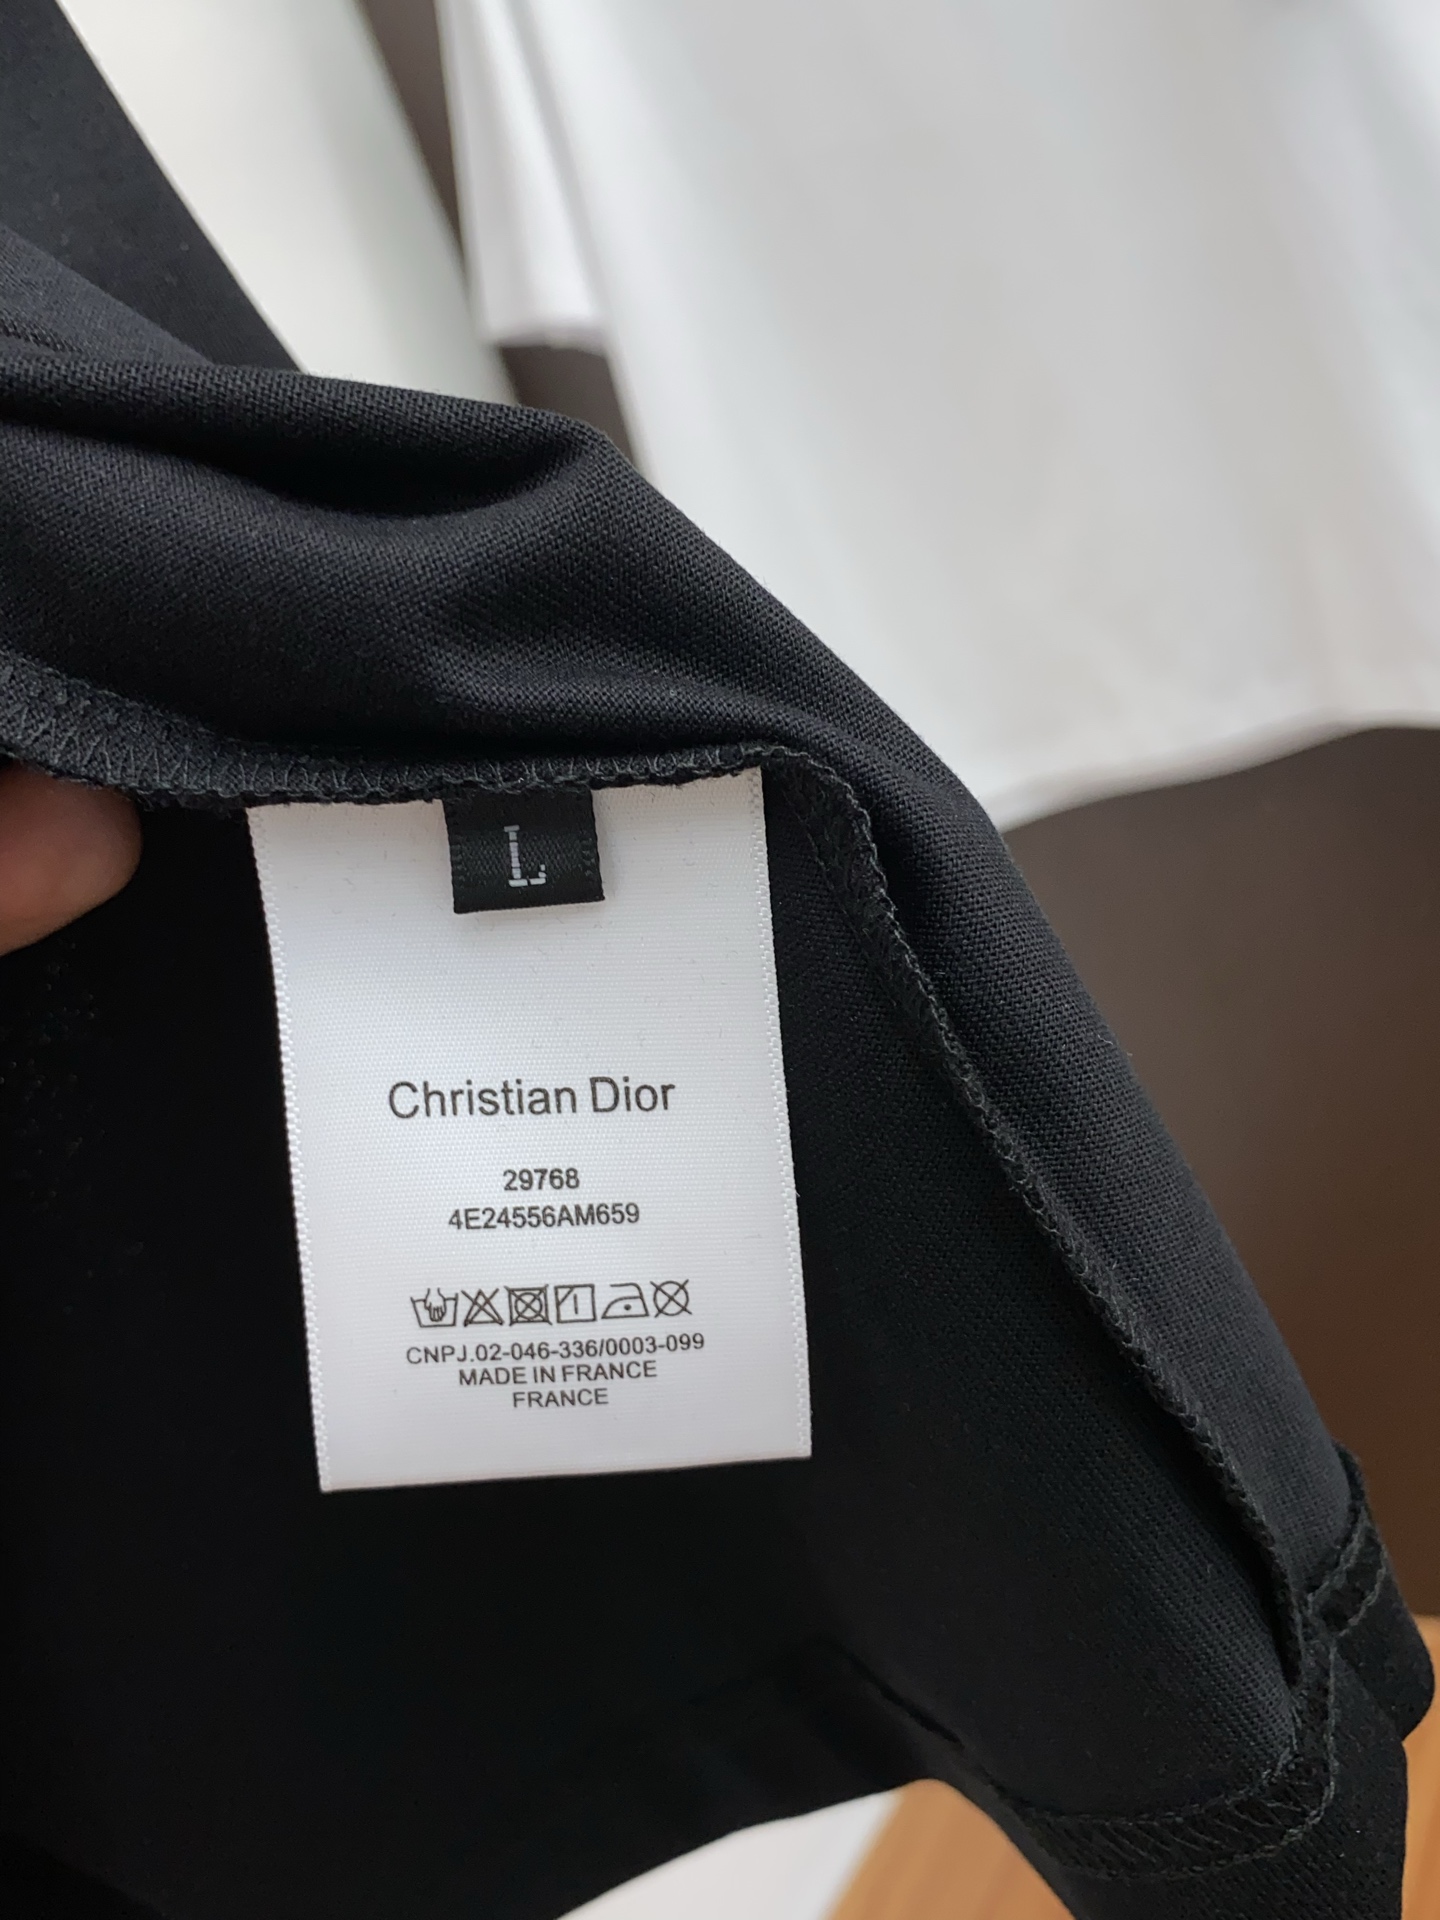 L
Christian Dior
29768
4E24556AM659
CNPJ.02-046-336/0003-099
MADE IN FRANCE
FRANCE